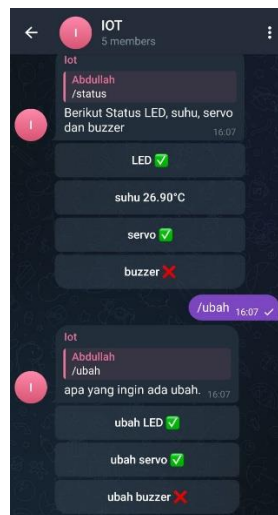 IOT
5 members
Iot
Abdullah
/status
Berikut Status LED, suhu, servo
dan buzzer 16:07
LED ✅
suhu 26.90°C
servo ✅
buzzer ❌
/ubah 16:07
Iot
Abdullah
/ubah
apa yang ingin ada ubah. 16:07
ubah LED ✅
ubah servo ✅
ubah buzzer ❌